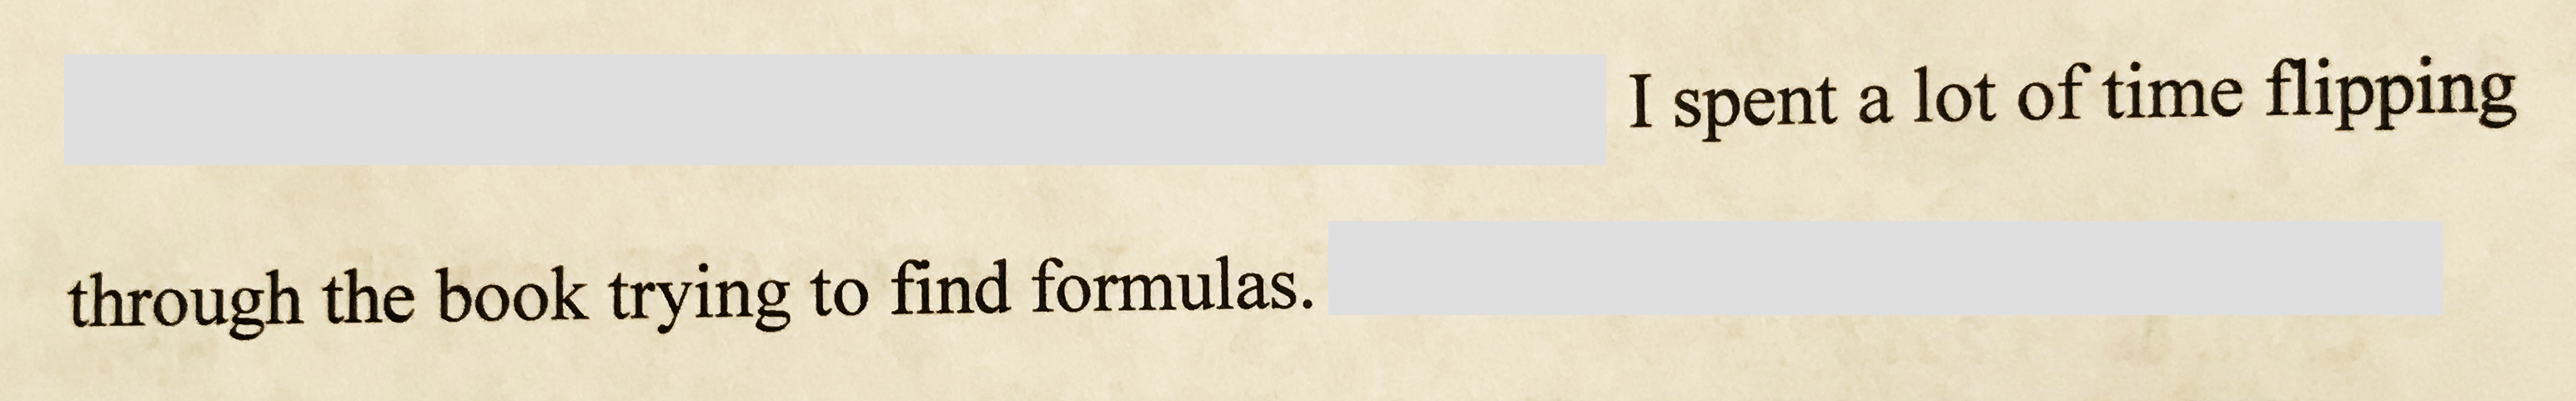 I spent a lot of time flipping
through the book trying to find formulas.